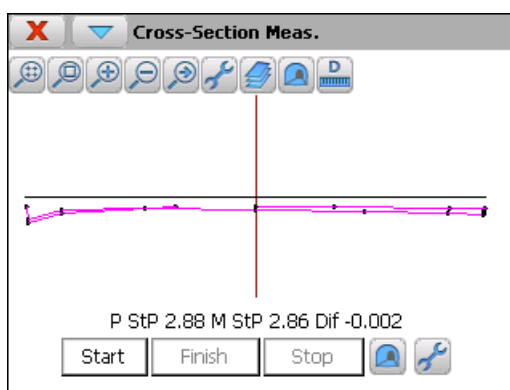 X Cross-Section Meas.
D
P StP 2.88 M StP 2.86 Dif -0.002
Start Finish Stop